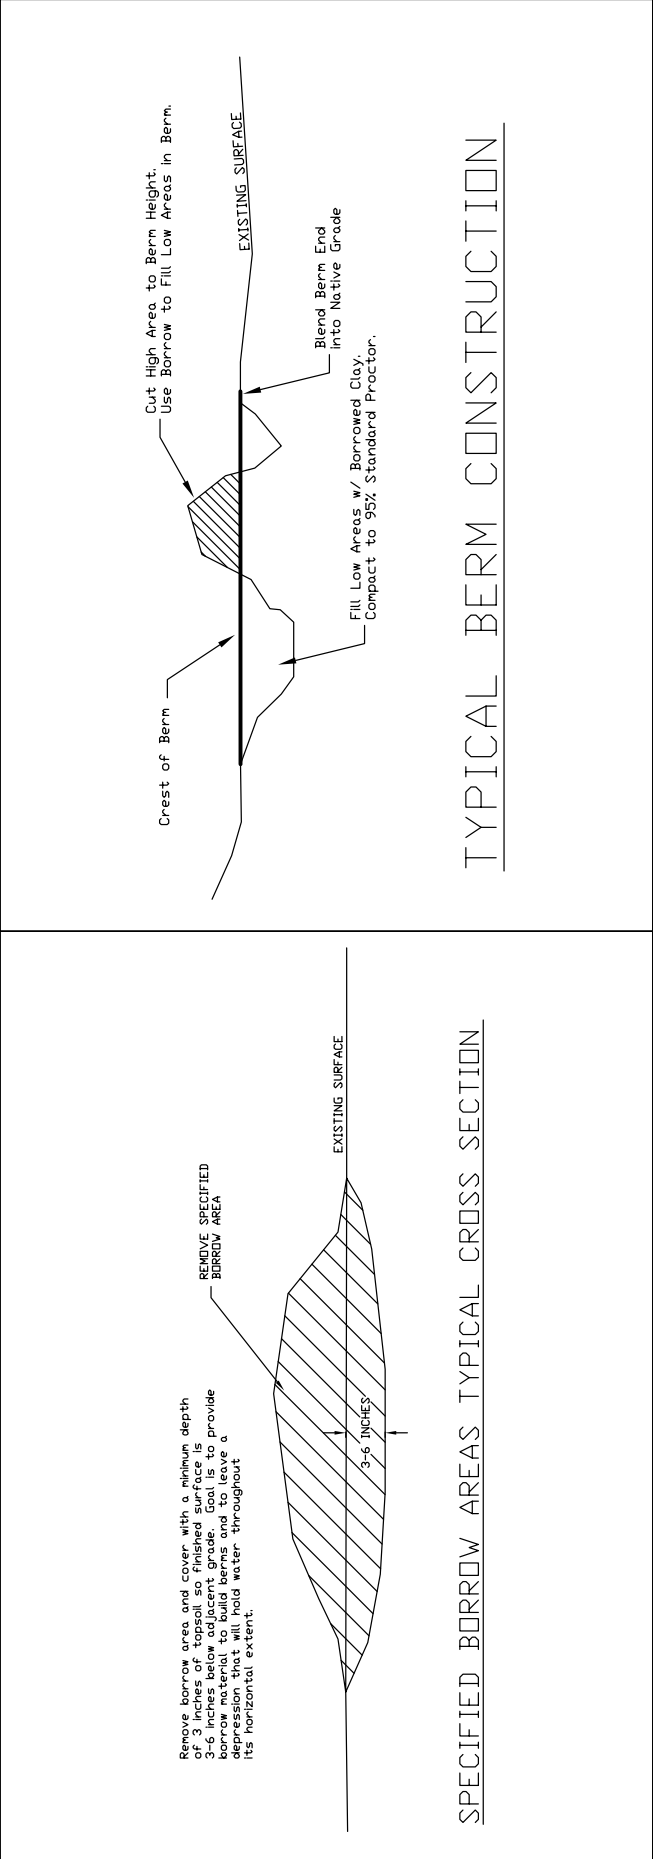 Cut High Area to Berm Height.
Use Borrow to Fill Low Areas in Berm.
EXISTING SURFACE
Blend Berm End
into Native Grade
Crest of Berm
Fill Low Areas w/ Borrowed Clay.
Compact to 95% Standard Proctor.
TYPICAL BERM CONSTRUCTION
Remove borrow area and cover with a minimum depth
of 3 inches of topsoil so finished surface is
3-6 inches below adjacent grade. Goal is to provide
borrow material to build berms and to leave a
depression that will hold water throughout
its horizontal extent.
REMOVE SPECIFIED
BORROW AREA
EXISTING SURFACE
3-6 INCHES
SPECIFIED BORROW AREAS TYPICAL CROSS SECTION